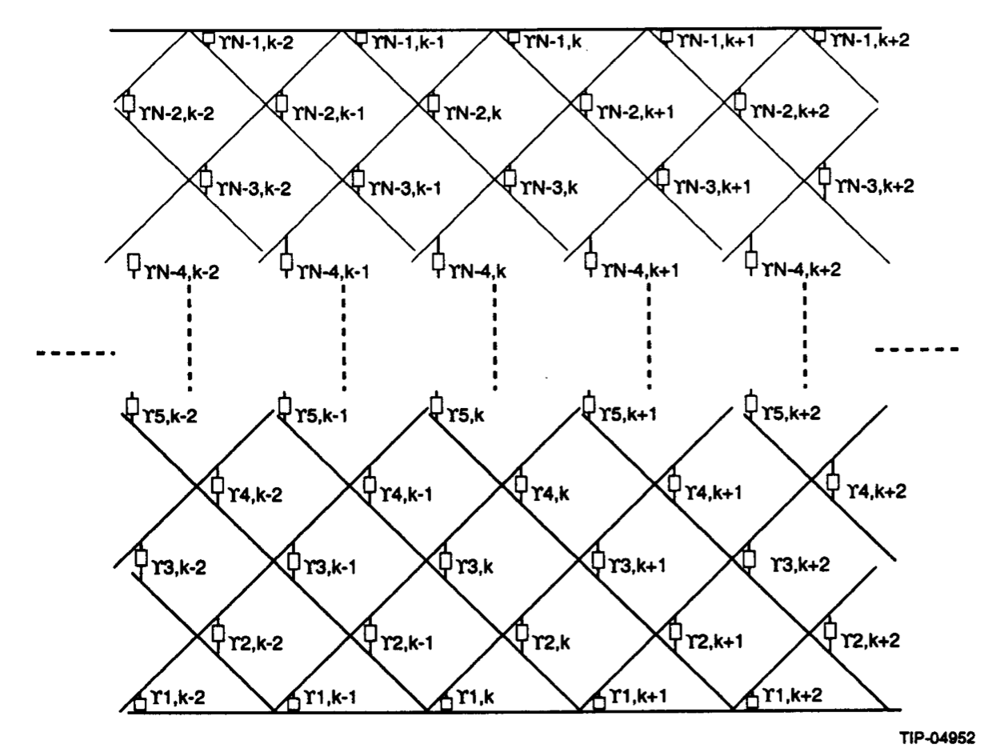 ϒN-1,k-2 ϒN-1,k-1 ϒN-1,k ϒN-1,k+1 ϒN-1,k+2
ϒN-2,k-2 ϒN-2,k-1 ϒN-2,k ϒN-2,k+1 ϒN-2,k+2
ϒN-3,k-2 ϒN-3,k-1 ϒN-3,k ϒN-3,k+1 ϒN-3,k+2
ϒN-4,k-2 ϒN-4,k-1 ϒN-4,k ϒN-4,k+1 ϒN-4,k+2
ϒ5,k-2 ϒ5,k-1 ϒ5,k ϒ5,k+1 ϒ5,k+2
ϒ4,k-2 ϒ4,k-1 ϒ4,k ϒ4,k+1 ϒ4,k+2
ϒ3,k-2 ϒ3,k-1 ϒ3,k ϒ3,k+1 ϒ3,k+2
ϒ2,k-2 ϒ2,k-1 ϒ2,k ϒ2,k+1 ϒ2,k+2
ϒ1,k-2 ϒ1,k-1 ϒ1,k ϒ1,k+1 ϒ1,k+2
TIP-04952